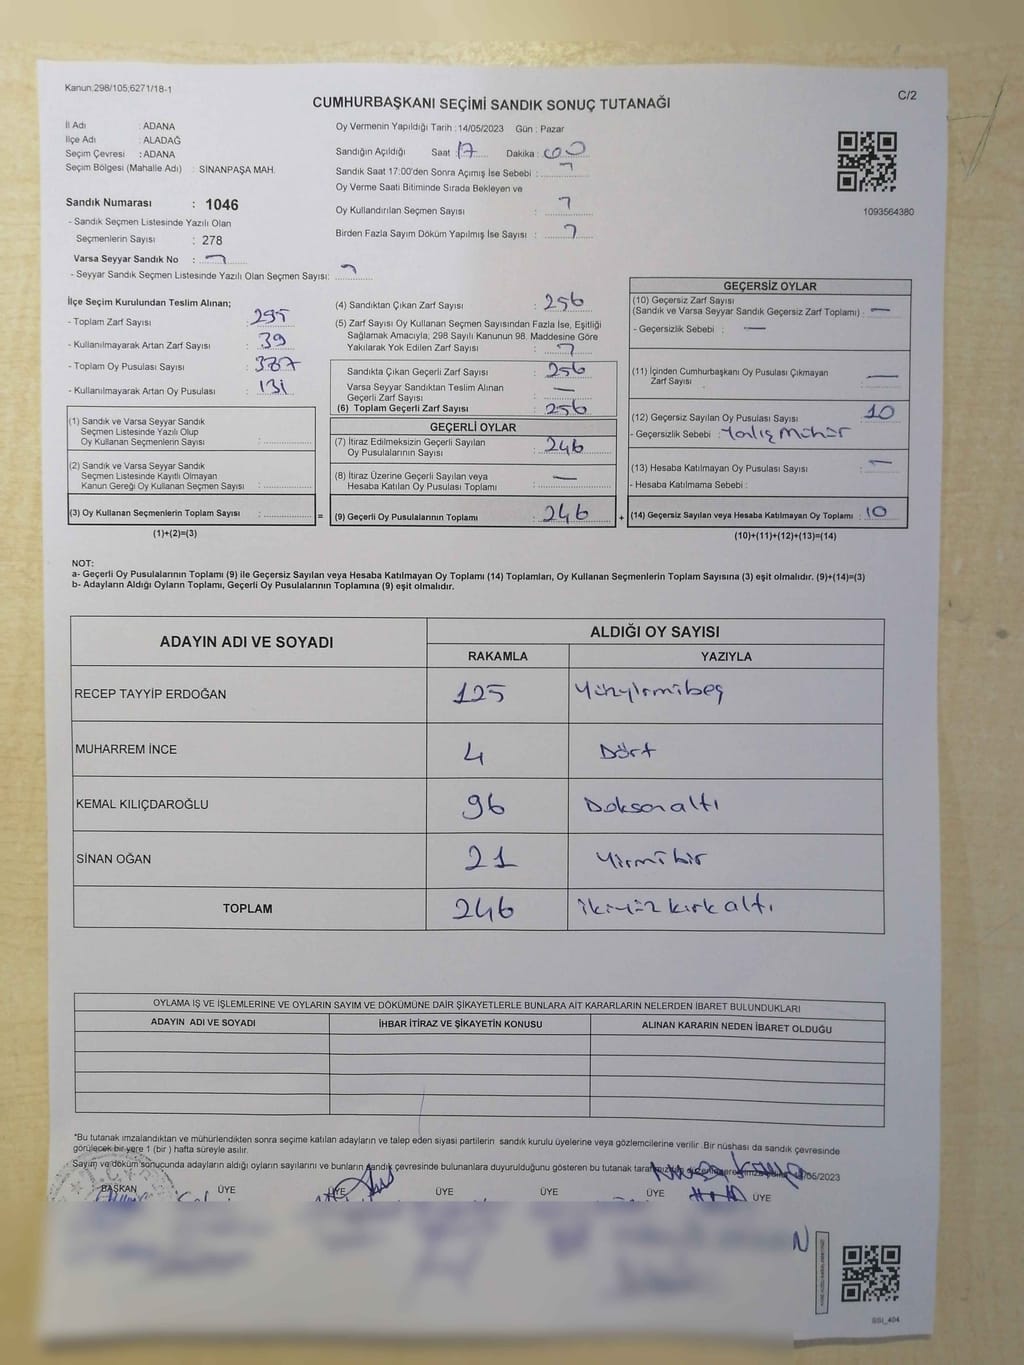 Kanun:298/105;6271/18-1
C/2
CUMHURBAŞKANI SEÇİMİ SANDIK SONUÇ TUTANAĞI
İl Adı : ADANA
İlçe Adı : ALADAĞ
Seçim Çevresi : ADANA
Seçim Bölgesi (Mahalle Adı) : SİNANPAŞA MAH.
Sandık Numarası : 1046
- Sandık Seçmen Listesinde Yazılı Olan
Seçmenlerin Sayısı : 278
Varsa Seyyar Sandık No :
- Seyyar Sandık Seçmen Listesinde Yazılı Olan Seçmen Sayısı:
Oy Vermenin Yapıldığı Tarih : 14/05/2023 Gün : Pazar
Sandığın Açıldığı Saat : 17 Dakika : 00
Sandık Saat 17:00'den Sonra Açımış İse Sebebi :
Oy Verme Saati Bitiminde Sırada Bekleyen ve
Oy Kullandırılan Seçmen Sayısı :
Birden Fazla Sayım Döküm Yapılmış İse Sayısı :
1093564380
İlçe Seçim Kurulundan Teslim Alınan;
- Toplam Zarf Sayısı : 295
- Kullanılmayarak Artan Zarf Sayısı : 39
- Toplam Oy Pusulası Sayısı : 387
- Kullanılmayarak Artan Oy Pusulası : 131
(1) Sandık ve Varsa Seyyar Sandık
Seçmen Listesinde Yazılı Olup
Oy Kullanan Seçmenlerin Sayısı :
(2) Sandık ve Varsa Seyyar Sandık
Seçmen Listesinde Kayıtlı Olmayan
Kanun Gereği Oy Kullanan Seçmen Sayısı :
(3) Oy Kullanan Seçmenlerin Toplam Sayısı :
(1)+(2)=(3)
=
(4) Sandıktan Çıkan Zarf Sayısı : 256
(5) Zarf Sayısı Oy Kullanan Seçmen Sayısından Fazla İse, Eşitliği
Sağlamak Amacıyla; 298 Sayılı Kanunun 98. Maddesine Göre
Yakılarak Yok Edilen Zarf Sayısı :
Sandıkta Çıkan Geçerli Zarf Sayısı : 256
Varsa Seyyar Sandıktan Teslim Alınan
Geçerli Zarf Sayısı : —
(6) Toplam Geçerli Zarf Sayısı : 256
GEÇERLİ OYLAR
(7) İtiraz Edilmeksizin Geçerli Sayılan
Oy Pusulalarının Sayısı : 246
(8) İtiraz Üzerine Geçerli Sayılan veya
Hesaba Katılan Oy Pusulası Toplamı : —
(9) Geçerli Oy Pusulalarının Toplamı : 246
+
GEÇERSİZ OYLAR
(10) Geçersiz Zarf Sayısı
(Sandık ve Varsa Seyyar Sandık Geçersiz Zarf Toplamı) : —
- Geçersizlik Sebebi : —
(11) İçinden Cumhurbaşkanı Oy Pusulası Çıkmayan
Zarf Sayısı : —
(12) Geçersiz Sayılan Oy Pusulası Sayısı : 10
- Geçersizlik Sebebi : Yanlış Mühür
(13) Hesaba Katılmayan Oy Pusulası Sayısı : —
- Hesaba Katılmama Sebebi :
(14) Geçersiz Sayılan veya Hesaba Katılmayan Oy Toplamı : 10
(10)+(11)+(12)+(13)=(14)
NOT:
a- Geçerli Oy Pusulalarının Toplamı (9) ile Geçersiz Sayılan veya Hesaba Katılmayan Oy Toplamı (14) Toplamları, Oy Kullanan Seçmenlerin Toplam Sayısına (3) eşit olmalıdır. (9)+(14)=(3)
b- Adayların Aldığı Oyların Toplamı, Geçerli Oy Pusulalarının Toplamına (9) eşit olmalıdır.
ADAYIN ADI VE SOYADI
ALDIĞI OY SAYISI
RAKAMLA YAZIYLA
RECEP TAYYİP ERDOĞAN 125 Yüzyirmibeş
MUHARREM İNCE 4 Dört
KEMAL KILIÇDAROĞLU 96 Doksanaltı
SİNAN OĞAN 21 Yirmibir
TOPLAM 246 ikiyüz kırk altı
OYLAMA İŞ VE İŞLEMLERİNE VE OYLARIN SAYIM VE DÖKÜMÜNE DAİR ŞİKAYETLERLE BUNLARA AİT KARARLARIN NELERDEN İBARET BULUNDUKLARI
ADAYIN ADI VE SOYADI İHBAR İTİRAZ VE ŞİKAYETİN KONUSU ALINAN KARARIN NEDEN İBARET OLDUĞU
*Bu tutanak imzalandıktan ve mühürlendikten sonra seçime katılan adayların ve talep eden siyasi partilerin sandık kurulu üyelerine veya gözlemcilerine verilir .Bir nüshası da sandık çevresinde
görülecek bir yere 1 (bir ) hafta süreyle asılır.
Sayım ve döküm sonucunda adayların aldığı oyların sayılarını ve bunların sandık çevresinde bulunanlara duyurulduğunu gösteren bu tutanak /05/2023
BAŞKAN ÜYE ÜYE ÜYE ÜYE ÜYE ÜYE
N
SSI_404